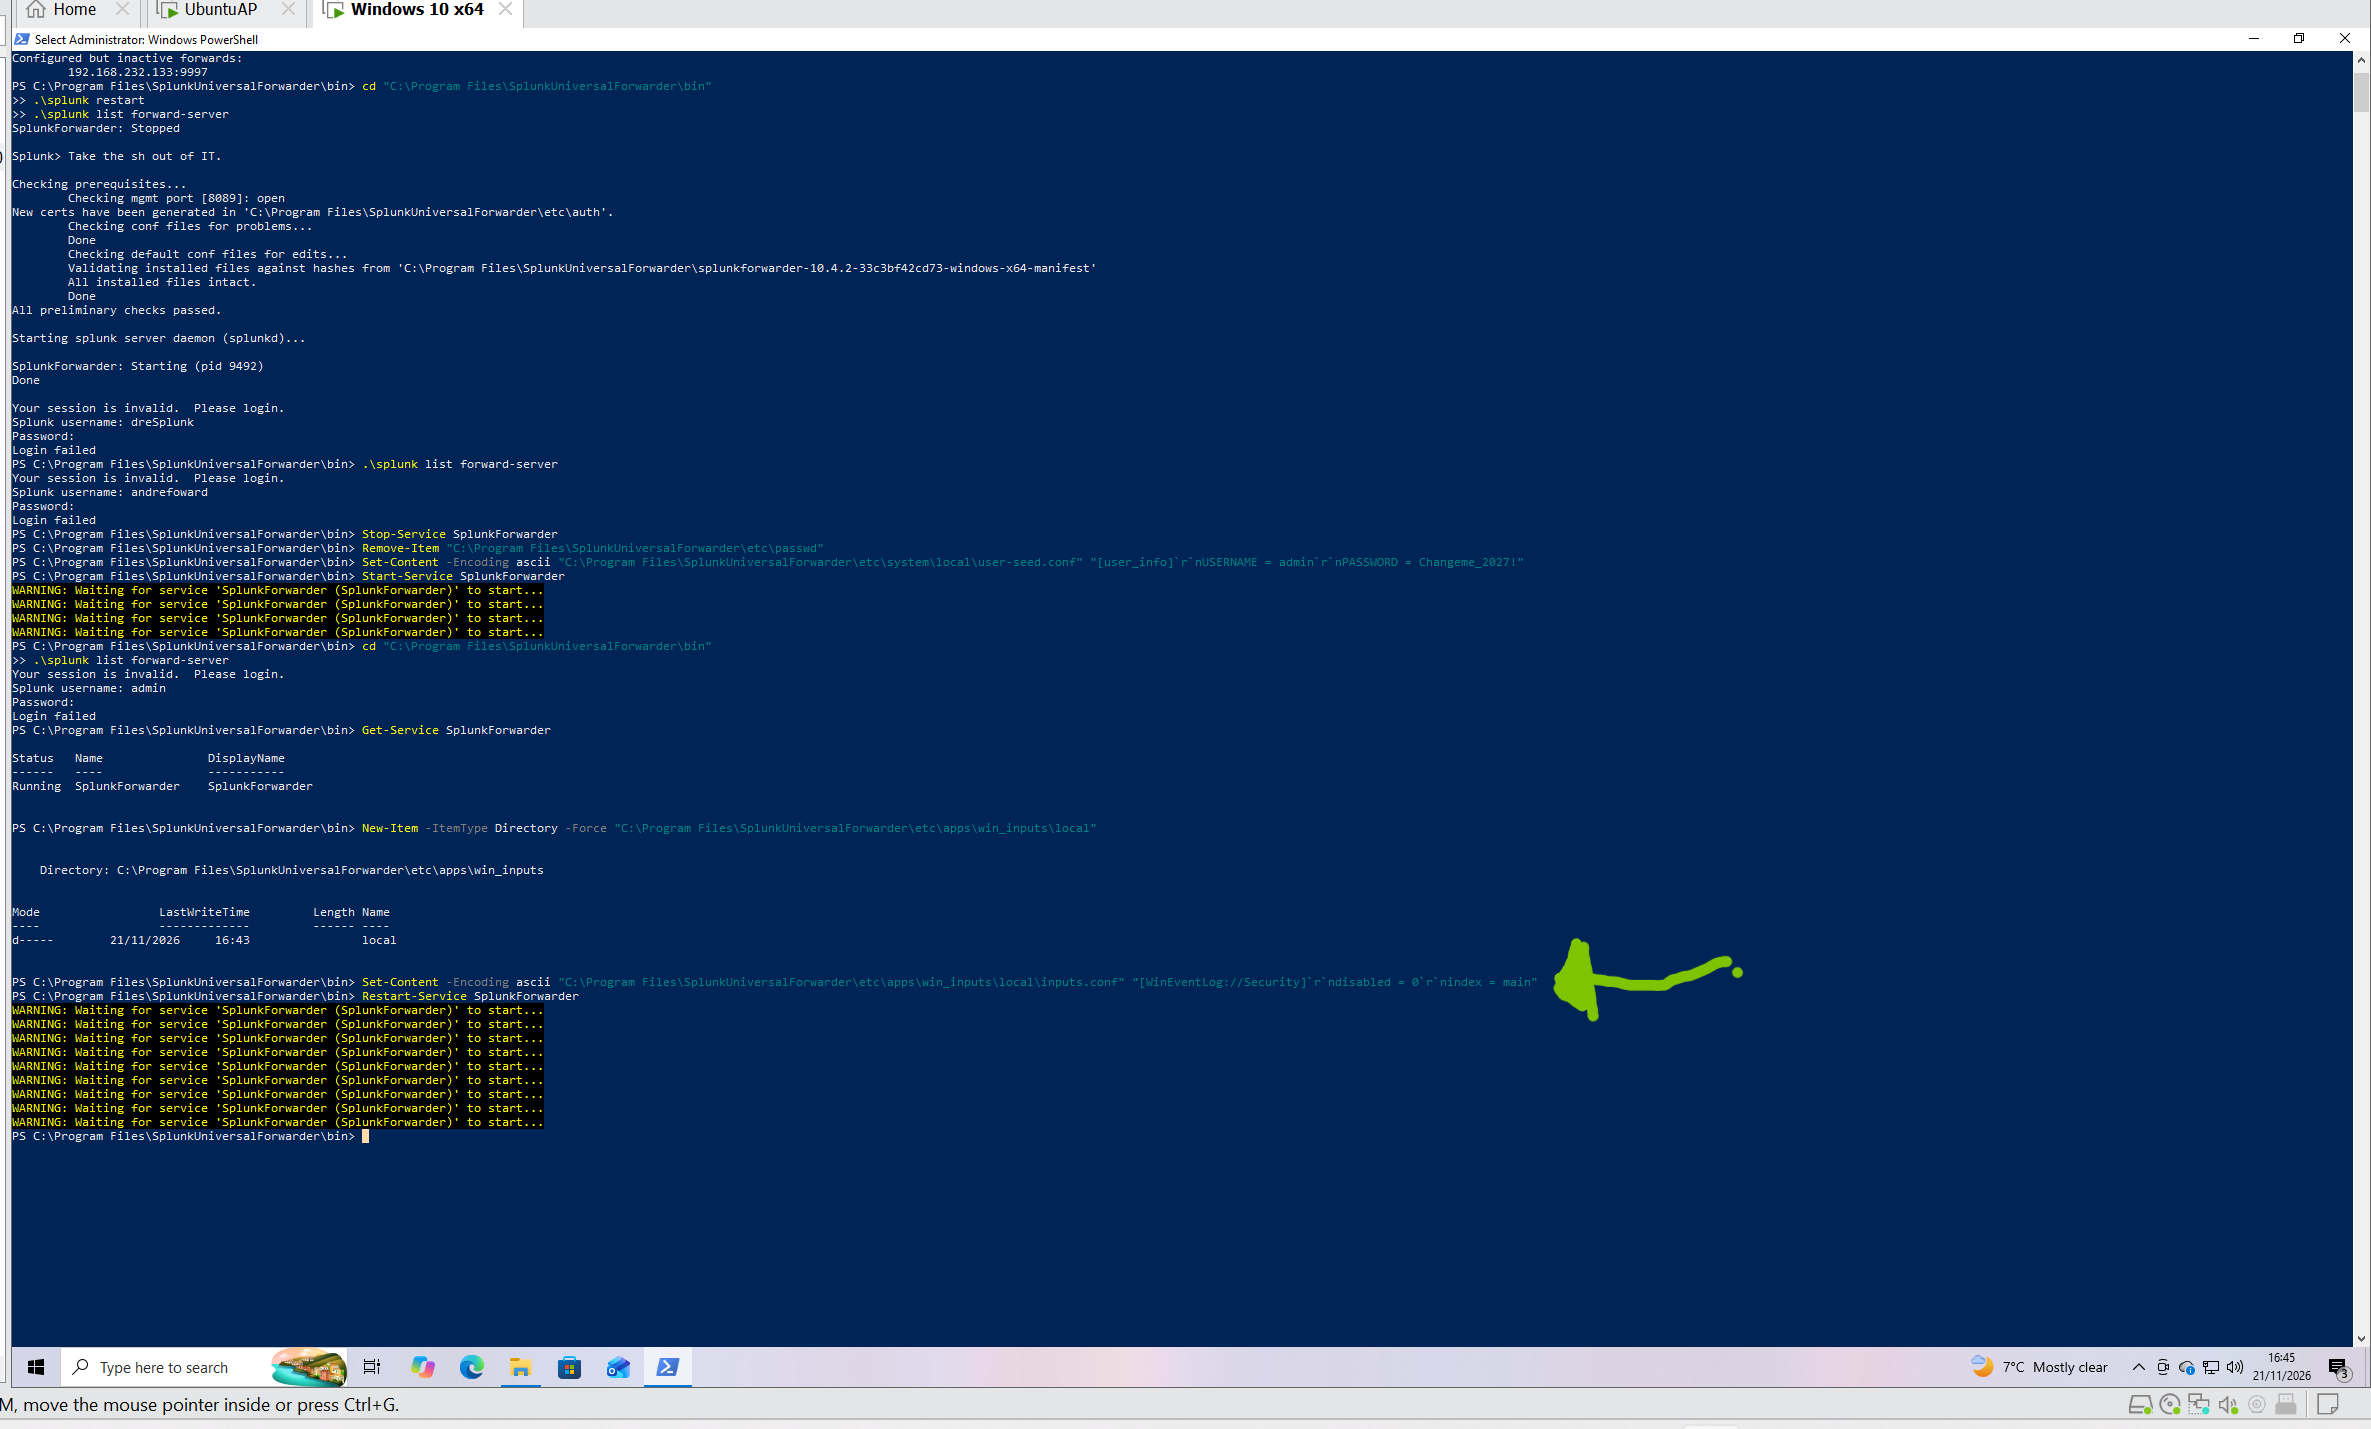 Home
UbuntuAP
Windows 10 x64
Select Administrator: Windows PowerShell
Configured but inactive forwards:
        192.168.232.133:9997
PS C:\Program Files\SplunkUniversalForwarder\bin> cd "C:\Program Files\SplunkUniversalForwarder\bin"
>> .\splunk restart
>> .\splunk list forward-server
SplunkForwarder: Stopped
Splunk> Take the sh out of IT.
Checking prerequisites...
        Checking mgmt port [8089]: open
New certs have been generated in 'C:\Program Files\SplunkUniversalForwarder\etc\auth'.
        Checking conf files for problems...
        Done
        Checking default conf files for edits...
        Validating installed files against hashes from 'C:\Program Files\SplunkUniversalForwarder\splunkforwarder-10.4.2-33c3bf42cd73-windows-x64-manifest'
        All installed files intact.
        Done
All preliminary checks passed.
Starting splunk server daemon (splunkd)...
SplunkForwarder: Starting (pid 9492)
Done
Your session is invalid.  Please login.
Splunk username: dreSplunk
Password:
Login failed
PS C:\Program Files\SplunkUniversalForwarder\bin> .\splunk list forward-server
Your session is invalid.  Please login.
Splunk username: andrefoward
Password:
Login failed
PS C:\Program Files\SplunkUniversalForwarder\bin> Stop-Service SplunkForwarder
PS C:\Program Files\SplunkUniversalForwarder\bin> Remove-Item "C:\Program Files\SplunkUniversalForwarder\etc\passwd"
PS C:\Program Files\SplunkUniversalForwarder\bin> Set-Content -Encoding ascii "C:\Program Files\SplunkUniversalForwarder\etc\system\local\user-seed.conf" "[user_info]`r`nUSERNAME = admin`r`nPASSWORD = Changeme_2027!"
PS C:\Program Files\SplunkUniversalForwarder\bin> Start-Service SplunkForwarder
WARNING: Waiting for service 'SplunkForwarder (SplunkForwarder)' to start...
WARNING: Waiting for service 'SplunkForwarder (SplunkForwarder)' to start...
WARNING: Waiting for service 'SplunkForwarder (SplunkForwarder)' to start...
WARNING: Waiting for service 'SplunkForwarder (SplunkForwarder)' to start...
PS C:\Program Files\SplunkUniversalForwarder\bin> cd "C:\Program Files\SplunkUniversalForwarder\bin"
>> .\splunk list forward-server
Your session is invalid.  Please login.
Splunk username: admin
Password:
Login failed
PS C:\Program Files\SplunkUniversalForwarder\bin> Get-Service SplunkForwarder
Status   Name               DisplayName
------   ----               -----------
Running  SplunkForwarder    SplunkForwarder
PS C:\Program Files\SplunkUniversalForwarder\bin> New-Item -ItemType Directory -Force "C:\Program Files\SplunkUniversalForwarder\etc\apps\win_inputs\local"
    Directory: C:\Program Files\SplunkUniversalForwarder\etc\apps\win_inputs
Mode                 LastWriteTime         Length Name
----                 -------------         ------ ----
d-----        21/11/2026     16:43                local
PS C:\Program Files\SplunkUniversalForwarder\bin> Set-Content -Encoding ascii "C:\Program Files\SplunkUniversalForwarder\etc\apps\win_inputs\local\inputs.conf" "[WinEventLog://Security]`r`ndisabled = 0`r`nindex = main"
PS C:\Program Files\SplunkUniversalForwarder\bin> Restart-Service SplunkForwarder
WARNING: Waiting for service 'SplunkForwarder (SplunkForwarder)' to start...
WARNING: Waiting for service 'SplunkForwarder (SplunkForwarder)' to start...
WARNING: Waiting for service 'SplunkForwarder (SplunkForwarder)' to start...
WARNING: Waiting for service 'SplunkForwarder (SplunkForwarder)' to start...
WARNING: Waiting for service 'SplunkForwarder (SplunkForwarder)' to start...
WARNING: Waiting for service 'SplunkForwarder (SplunkForwarder)' to start...
WARNING: Waiting for service 'SplunkForwarder (SplunkForwarder)' to start...
WARNING: Waiting for service 'SplunkForwarder (SplunkForwarder)' to start...
WARNING: Waiting for service 'SplunkForwarder (SplunkForwarder)' to start...
PS C:\Program Files\SplunkUniversalForwarder\bin>
Type here to search
7°C Mostly clear
16:45
21/11/2026
3
M, move the mouse pointer inside or press Ctrl+G.